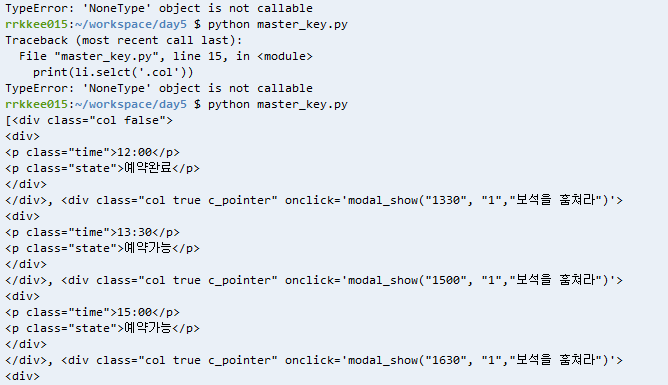 TypeError: 'NoneType' object is not callable
rrkkee015:~/workspace/day5 $ python master_key.py
Traceback (most recent call last):
  File "master_key.py", line 15, in <module>
    print(li.selct('.col'))
TypeError: 'NoneType' object is not callable
rrkkee015:~/workspace/day5 $ python master_key.py
[<div class="col false">
<div>
<p class="time">12:00</p>
<p class="state">예약완료</p>
</div>
</div>, <div class="col true c_pointer" onclick='modal_show("1330", "1","보석을 훔쳐라")'>
<div>
<p class="time">13:30</p>
<p class="state">예약가능</p>
</div>
</div>, <div class="col true c_pointer" onclick='modal_show("1500", "1","보석을 훔쳐라")'>
<div>
<p class="time">15:00</p>
<p class="state">예약가능</p>
</div>
</div>, <div class="col true c_pointer" onclick='modal_show("1630", "1","보석을 훔쳐라")'>
<div>